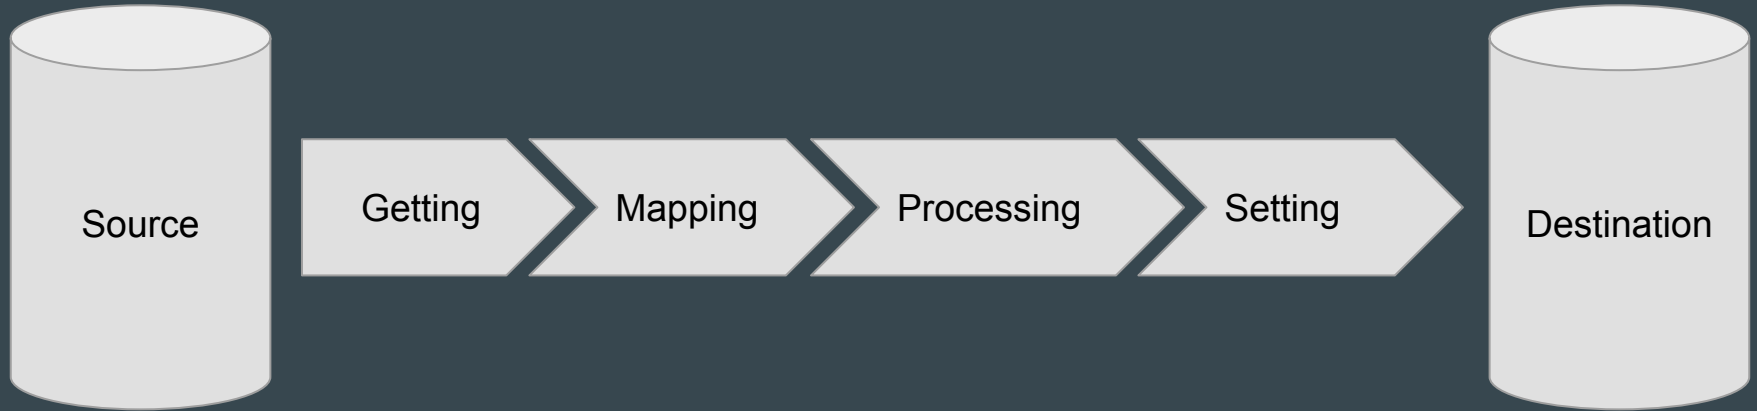 Source
Getting
Mapping
Processing
Setting
Destination